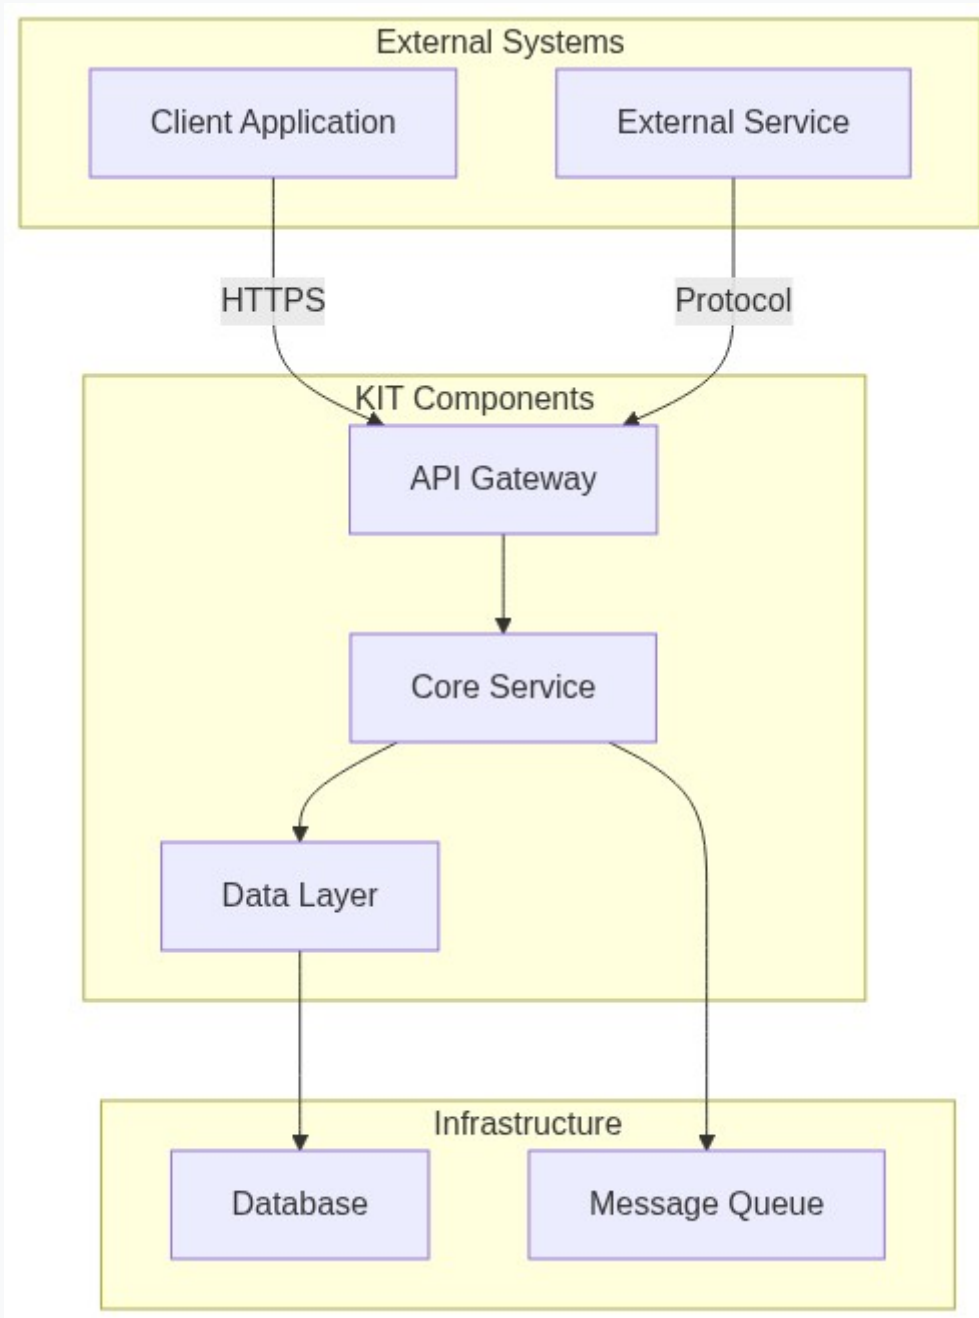 External Systems
Client Application
External Service
HTTPS
Protocol
KIT Components
API Gateway
Core Service
Data Layer
Infrastructure
Database
Message Queue